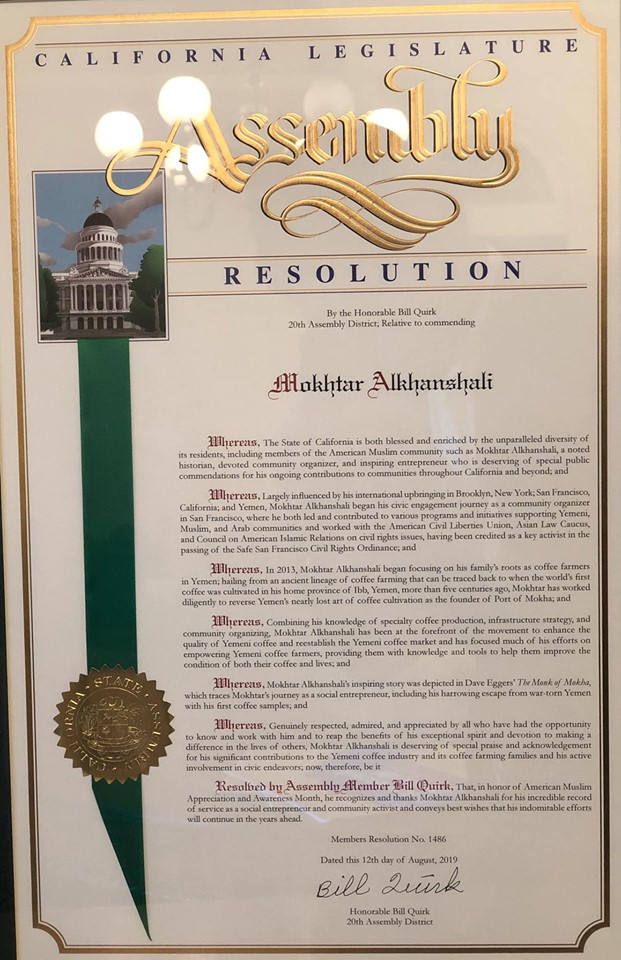 CALIFORNIA LEGISLATURE
Assembly
RESOLUTION
By the Honorable Bill Quirk
20th Assembly District; Relative to commending
Mokhtar Alkhanshali
Whereas, The State of California is both blessed and enriched by the unparalleled diversity of
its residents, including members of the American Muslim community such as Mokhtar Alkhanshali, a noted
historian, devoted community organizer, and inspiring entrepreneur who is deserving of special public
commendations for his ongoing contributions to communities throughout California and beyond; and
Whereas, Largely influenced by his international upbringing in Brooklyn, New York; San Francisco,
California; and Yemen, Mokhtar Alkhanshali began his civic engagement journey as a community organizer
in San Francisco, where he both led and contributed to various programs and initiatives supporting Yemeni,
Muslim, and Arab communities and worked with the American Civil Liberties Union, Asian Law Caucus,
and Council on American Islamic Relations on civil rights issues, having been credited as a key activist in the
passing of the Safe San Francisco Civil Rights Ordinance; and
Whereas, In 2013, Mokhtar Alkhanshali began focusing on his family's roots as coffee farmers
in Yemen; hailing from an ancient lineage of coffee farming that can be traced back to when the world's first
coffee was cultivated in his home province of Ibb, Yemen, more than five centuries ago, Mokhtar has worked
diligently to reverse Yemen's nearly lost art of coffee cultivation as the founder of Port of Mokha; and
Whereas, Combining his knowledge of specialty coffee production, infrastructure strategy, and
community organizing, Mokhtar Alkhanshali has been at the forefront of the movement to enhance the
quality of Yemeni coffee and reestablish the Yemeni coffee market and has focused much of his efforts on
empowering Yemeni coffee farmers, providing them with knowledge and tools to help them improve the
condition of both their coffee and lives; and
Whereas, Mokhtar Alkhanshali's inspiring story was depicted in Dave Eggers' The Monk of Mokha,
which traces Mokhtar's journey as a social entrepreneur, including his harrowing escape from war-torn Yemen
with his first coffee samples; and
Whereas, Genuinely respected, admired, and appreciated by all who have had the opportunity
to know and work with him and to reap the benefits of his exceptional spirit and devotion to making a
difference in the lives of others, Mokhtar Alkhanshali is deserving of special praise and acknowledgement
for his significant contributions to the Yemeni coffee industry and its coffee farming families and his active
involvement in civic endeavors; now, therefore, be it
Resolved by Assembly Member Bill Quirk, That, in honor of American Muslim
Appreciation and Awareness Month, he recognizes and thanks Mokhtar Alkhanshali for his incredible record
of service as a social entrepreneur and community activist and conveys best wishes that his indomitable efforts
will continue in the years ahead.
Members Resolution No. 1486
Dated this 12th day of August, 2019
Bill Quirk
Honorable Bill Quirk
20th Assembly District
CALIFORNIA STATE ASSEMBLY